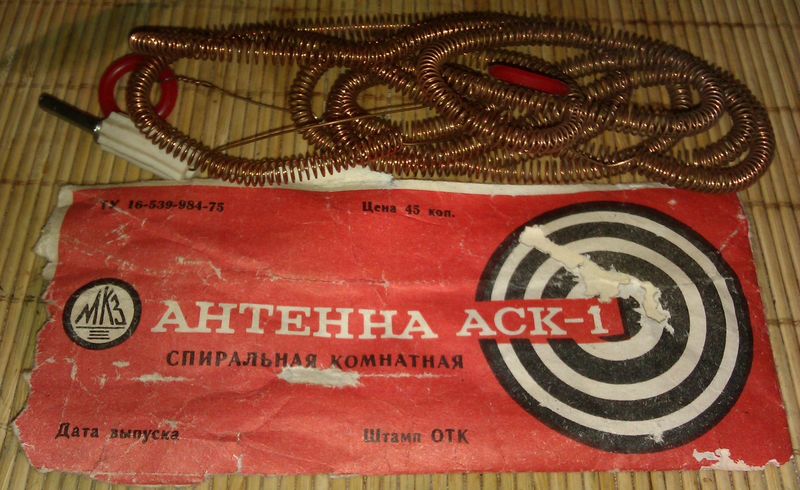 ТУ 16-539-984-75
Цена 45 коп.
МКЗ
АНТЕННА АСК-1
СПИРАЛЬНАЯ КОМНАТНАЯ
Дата выпуска
Штамп ОТК